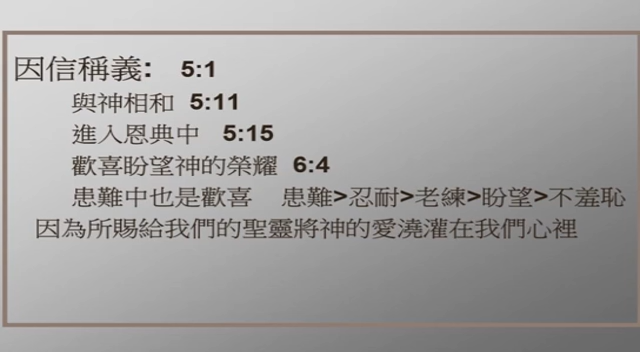 因信稱義: 5:1
與神相和 5:11
進入恩典中 5:15
歡喜盼望神的榮耀 6:4
患難中也是歡喜 患難>忍耐>老練>盼望>不羞恥
因為所賜給我們的聖靈將神的愛澆灌在我們心裡